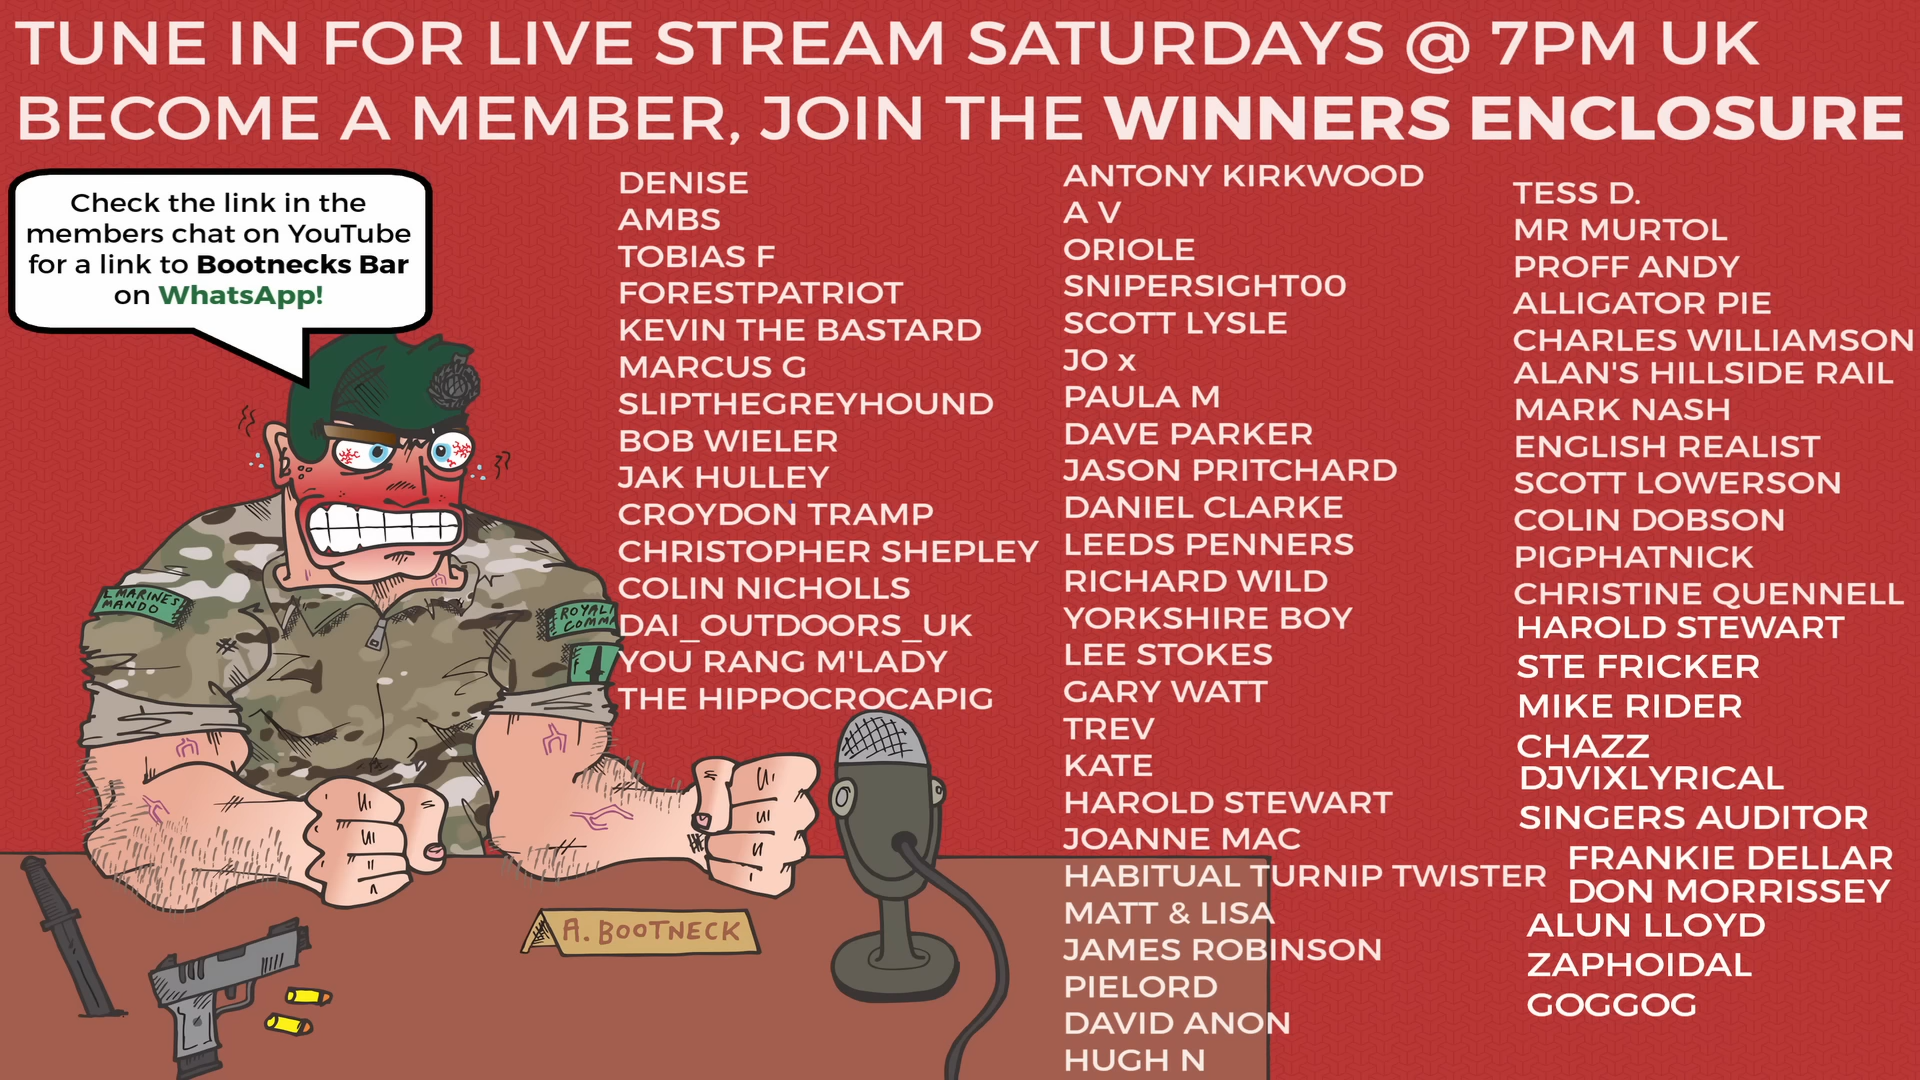 TUNE IN FOR LIVE STREAM SATURDAYS @ 7PM UK
BECOME A MEMBER, JOIN THE WINNERS ENCLOSURE
Check the link in the
members chat on YouTube
for a link to Bootnecks Bar
on WhatsApp!
L MARINES
MANDO
ROYAL
COMMA
A. BOOTNECK
DENISE
AMBS
TOBIAS F
FORESTPATRIOT
KEVIN THE BASTARD
MARCUS G
SLIPTHEGREYHOUND
BOB WIELER
JAK HULLEY
CROYDON TRAMP
CHRISTOPHER SHEPLEY
COLIN NICHOLLS
DAI_OUTDOORS_UK
YOU RANG M'LADY
THE HIPPOCROCAPIG
ANTONY KIRKWOOD
A V
ORIOLE
SNIPERSIGHT00
SCOTT LYSLE
JO x
PAULA M
DAVE PARKER
JASON PRITCHARD
DANIEL CLARKE
LEEDS PENNERS
RICHARD WILD
YORKSHIRE BOY
LEE STOKES
GARY WATT
TREV
KATE
HAROLD STEWART
JOANNE MAC
HABITUAL TURNIP TWISTER
MATT & LISA
JAMES ROBINSON
PIELORD
DAVID ANON
HUGH N
TESS D.
MR MURTOL
PROFF ANDY
ALLIGATOR PIE
CHARLES WILLIAMSON
ALAN'S HILLSIDE RAIL
MARK NASH
ENGLISH REALIST
SCOTT LOWERSON
COLIN DOBSON
PIGPHATNICK
CHRISTINE QUENNELL
HAROLD STEWART
STE FRICKER
MIKE RIDER
CHAZZ
DJVIXLYRICAL
SINGERS AUDITOR
FRANKIE DELLAR
DON MORRISSEY
ALUN LLOYD
ZAPHOIDAL
GOGGOG